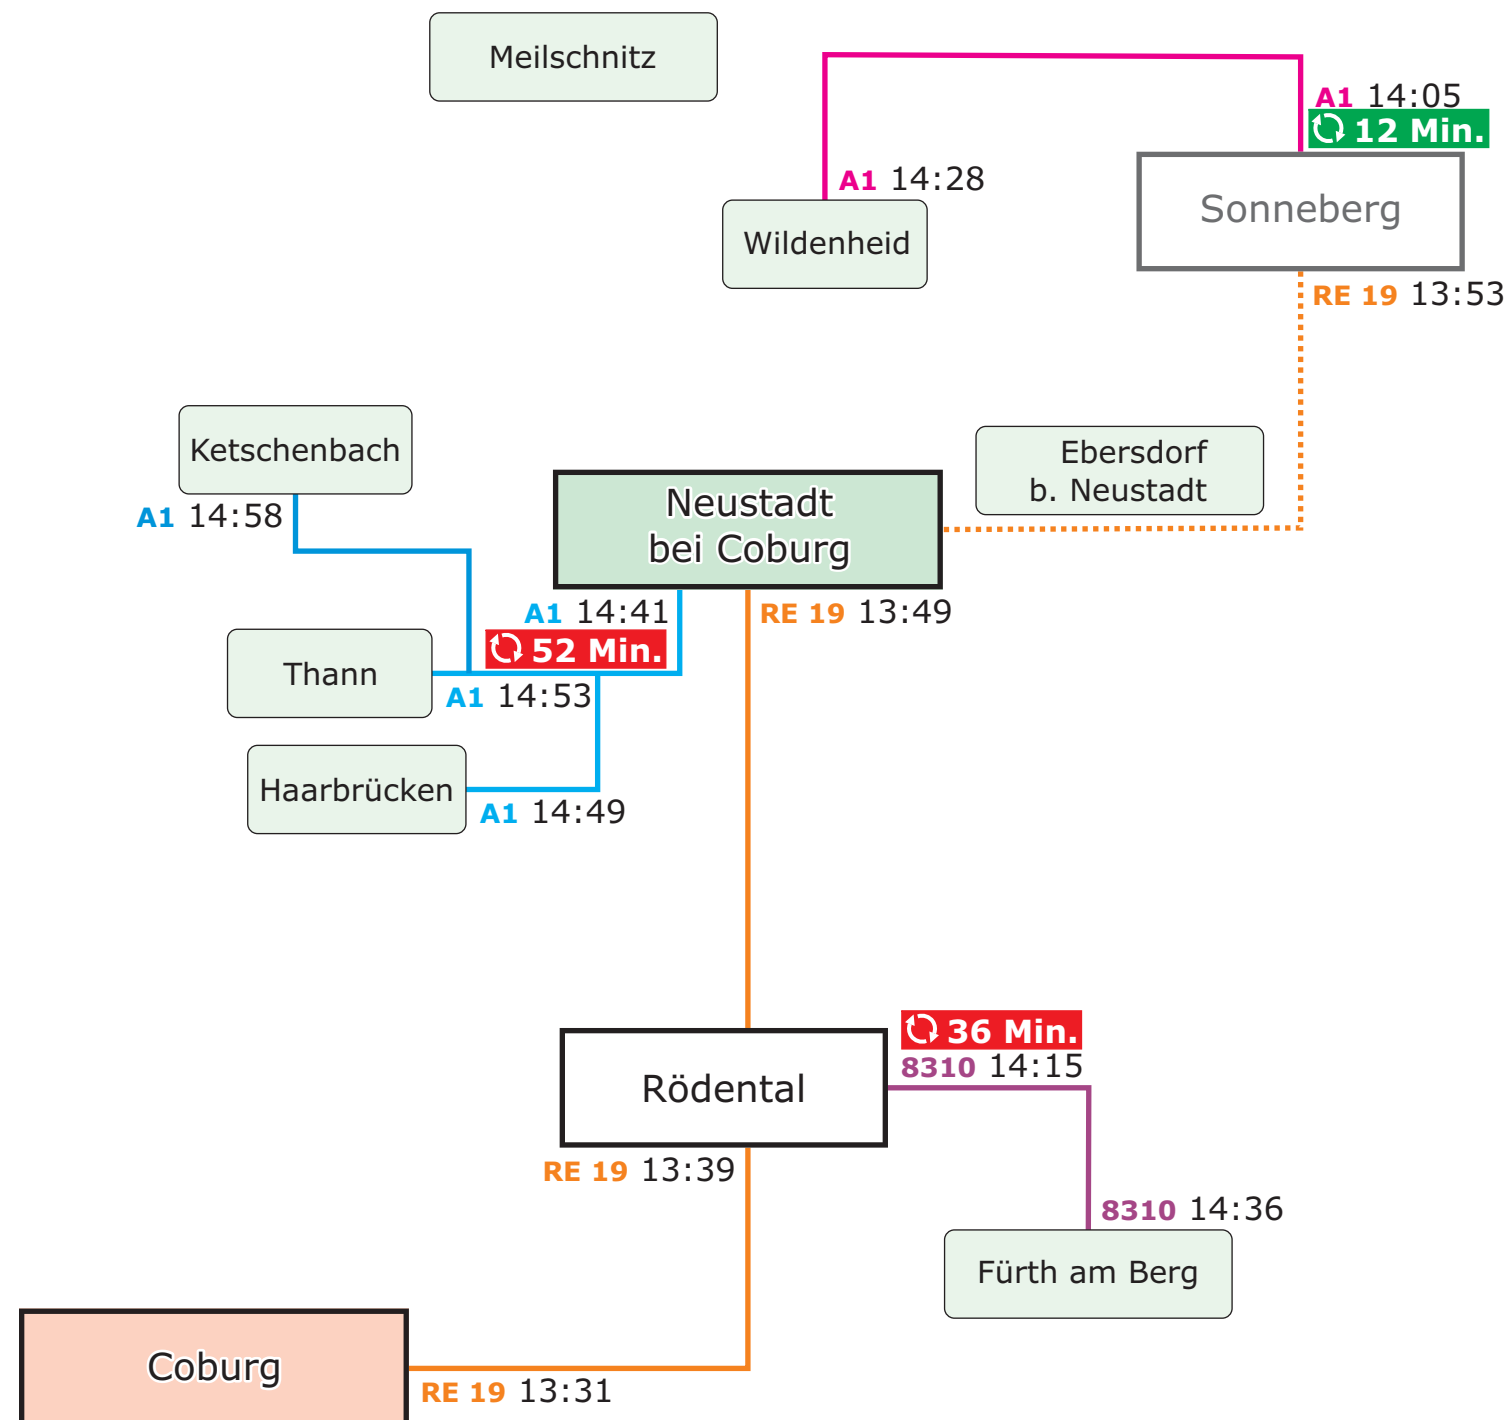 Meilschnitz
A1 14:05
12 Min.
A1 14:28
Sonneberg
Wildenheid
RE 19 13:53
Ketschenbach
Ebersdorf
b. Neustadt
A1 14:58
Neustadt
bei Coburg
A1 14:41
RE 19 13:49
52 Min.
Thann
A1 14:53
Haarbrücken
A1 14:49
36 Min.
8310 14:15
Rödental
RE 19 13:39
8310 14:36
Fürth am Berg
Coburg
RE 19 13:31